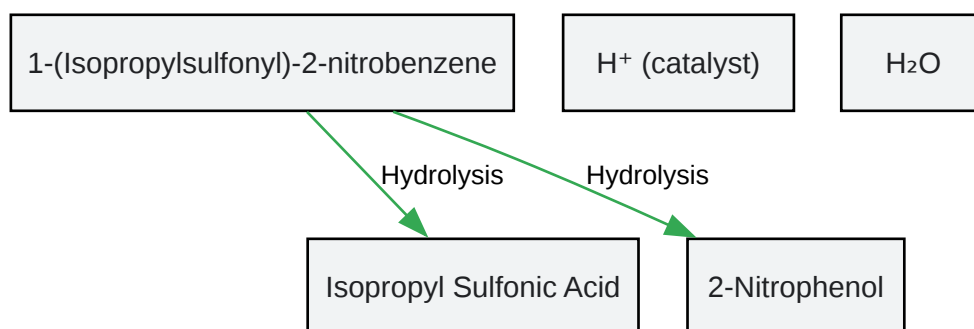 1-(Isopropylsulfonyl)-2-nitrobenzene
H⁺ (catalyst)
H₂O
Hydrolysis
Hydrolysis
Isopropyl Sulfonic Acid
2-Nitrophenol